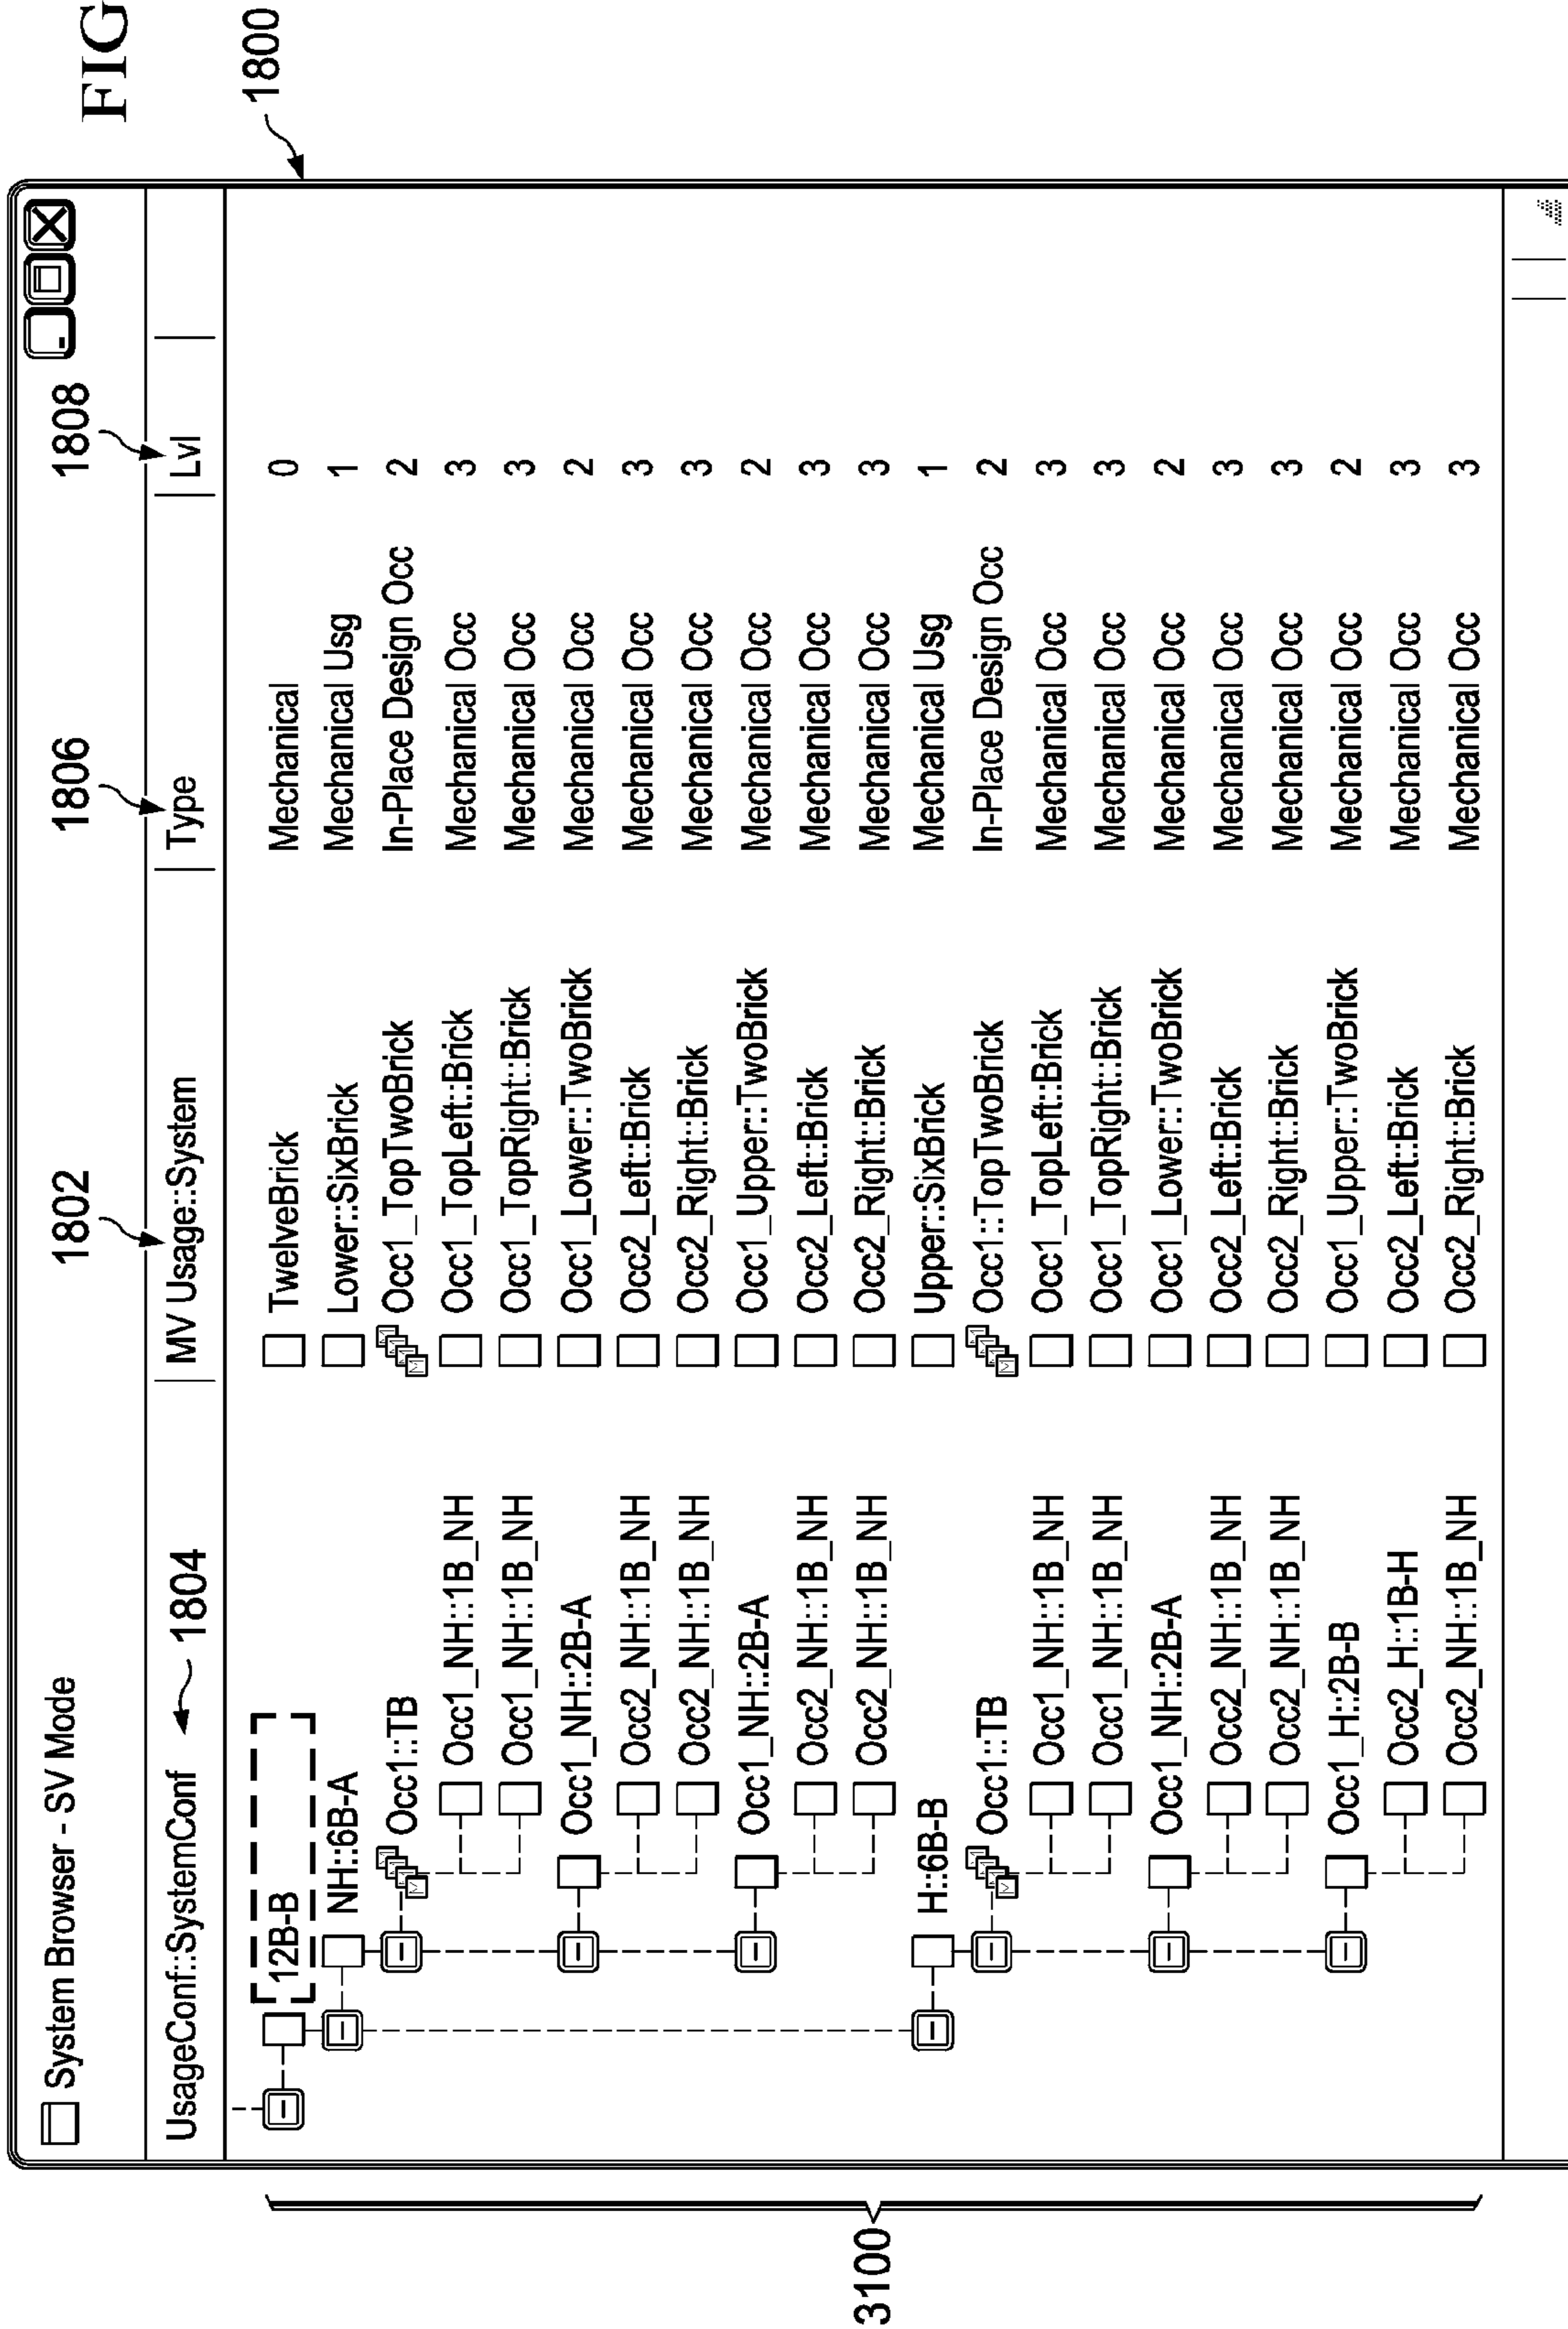 FIG
1800
System Browser - SV Mode
1802
1806
1808
1804
UsageConf::SystemConf MV Usage::System Type Lvl
12B-B TwelveBrick Mechanical 0
NH::6B-A Lower::SixBrick Mechanical Usg 1
Occ1::TB Occ1_TopTwoBrick In-Place Design Occ 2
Occ1_NH::1B_NH Occ1_TopLeft::Brick Mechanical Occ 3
Occ1_NH::1B_NH Occ1_TopRight::Brick Mechanical Occ 3
Occ1_NH::2B-A Occ1_Lower::TwoBrick Mechanical Occ 2
Occ2_NH::1B_NH Occ2_Left::Brick Mechanical Occ 3
Occ2_NH::1B_NH Occ2_Right::Brick Mechanical Occ 3
Occ1_NH::2B-A Occ1_Upper::TwoBrick Mechanical Occ 2
Occ2_NH::1B_NH Occ2_Left::Brick Mechanical Occ 3
Occ2_NH::1B_NH Occ2_Right::Brick Mechanical Occ 3
H::6B-B Upper::SixBrick Mechanical Usg 1
Occ1::TB Occ1::TopTwoBrick In-Place Design Occ 2
Occ1_NH::1B_NH Occ1_TopLeft::Brick Mechanical Occ 3
Occ1_NH::1B_NH Occ1_TopRight::Brick Mechanical Occ 3
Occ1_NH::2B-A Occ1_Lower::TwoBrick Mechanical Occ 2
Occ2_NH::1B_NH Occ2_Left::Brick Mechanical Occ 3
Occ2_NH::1B_NH Occ2_Right::Brick Mechanical Occ 3
Occ1_H::2B-B Occ1_Upper::TwoBrick Mechanical Occ 2
Occ2_H::1B-H Occ2_Left::Brick Mechanical Occ 3
Occ2_NH::1B_NH Occ2_Right::Brick Mechanical Occ 3
3100